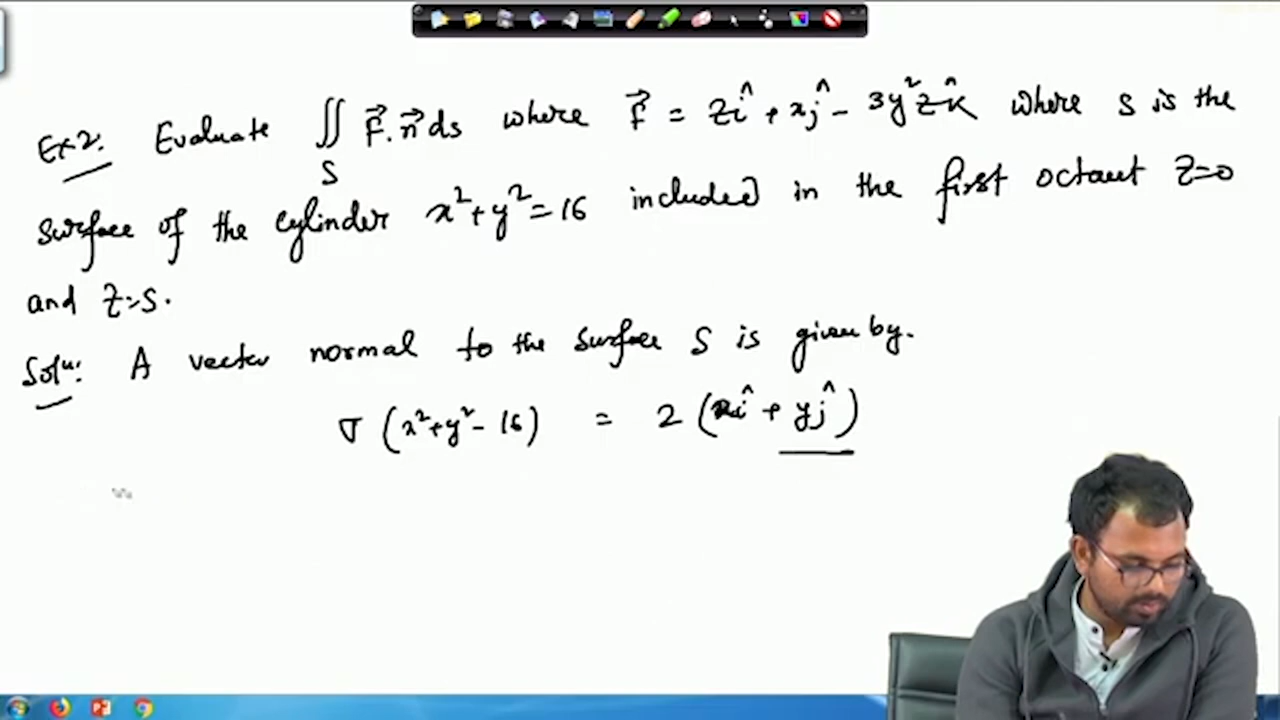 Ex 2. Evaluate ∬_S F⃗.n⃗ ds where F⃗ = zî + xĵ - 3y²zk̂ where S is the
surface of the cylinder x²+y²=16 included in the first octant z=0
and z=5.
Solu: A vector normal to the surface S is given by.
∇(x²+y²-16) = 2(xî + yĵ)